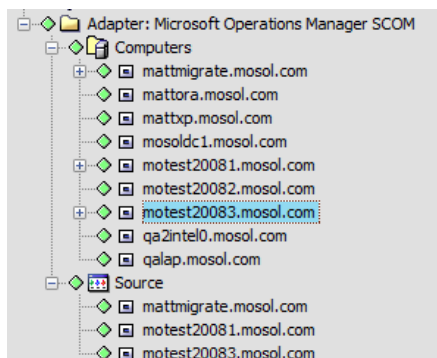 Adapter: Microsoft Operations Manager SCOM
Computers
mattmigrate.mosol.com
mattora.mosol.com
mattxp.mosol.com
mosoldc1.mosol.com
motest20081.mosol.com
motest20082.mosol.com
motest20083.mosol.com
qa2intel0.mosol.com
qalap.mosol.com
Source
mattmigrate.mosol.com
motest20081.mosol.com
motest20083.mosol.com